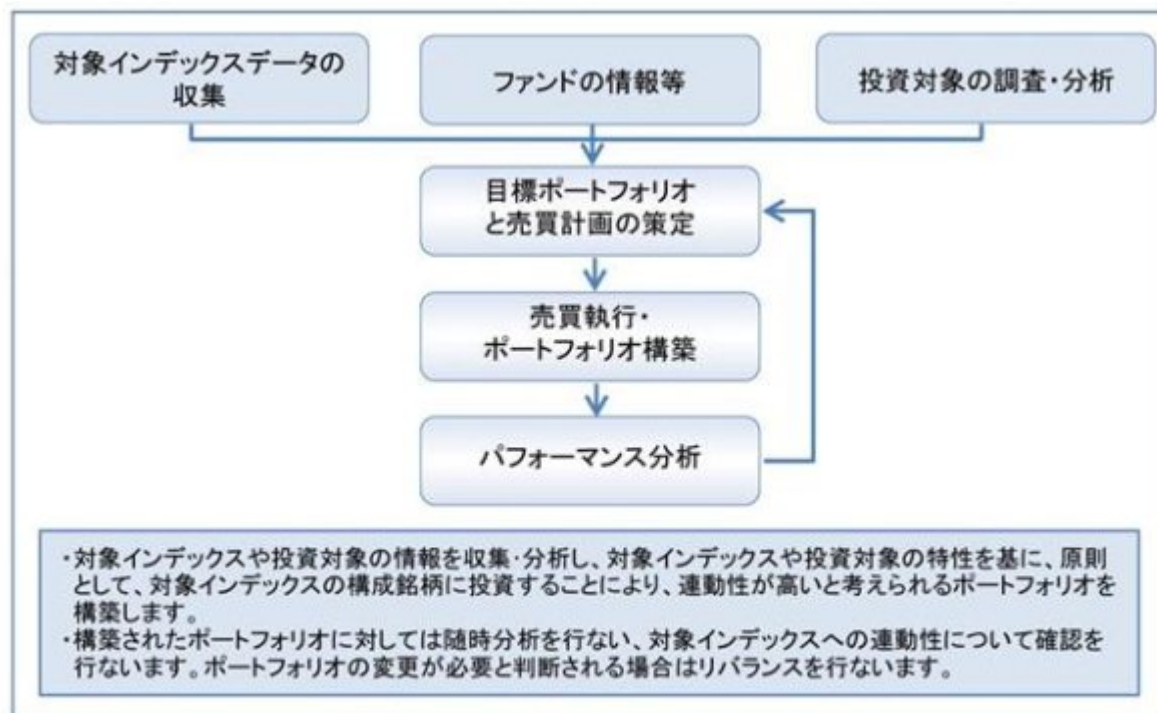 対象インデックスデータの
収集
ファンドの情報等
投資対象の調査・分析
目標ポートフォリオ
と売買計画の策定
売買執行・
ポートフォリオ構築
パフォーマンス分析
・対象インデックスや投資対象の情報を収集・分析し、対象インデックスや投資対象の特性を基に、原則
として、対象インデックスの構成銘柄に投資することにより、連動性が高いと考えられるポートフォリオを
構築します。
・構築されたポートフォリオに対しては随時分析を行ない、対象インデックスへの連動性について確認を
行ないます。ポートフォリオの変更が必要と判断される場合はリバランスを行ないます。